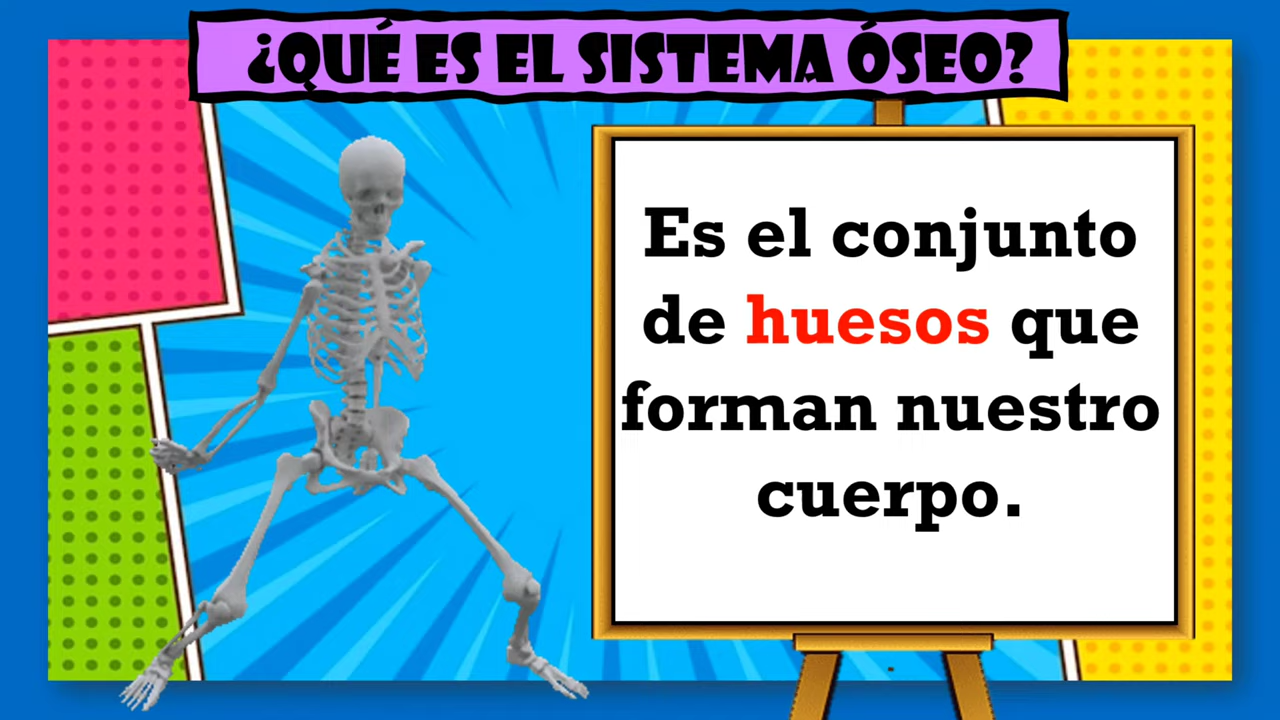 ¿QUÉ ES EL SISTEMA ÓSEO?
Es el conjunto
de huesos que
forman nuestro
cuerpo.